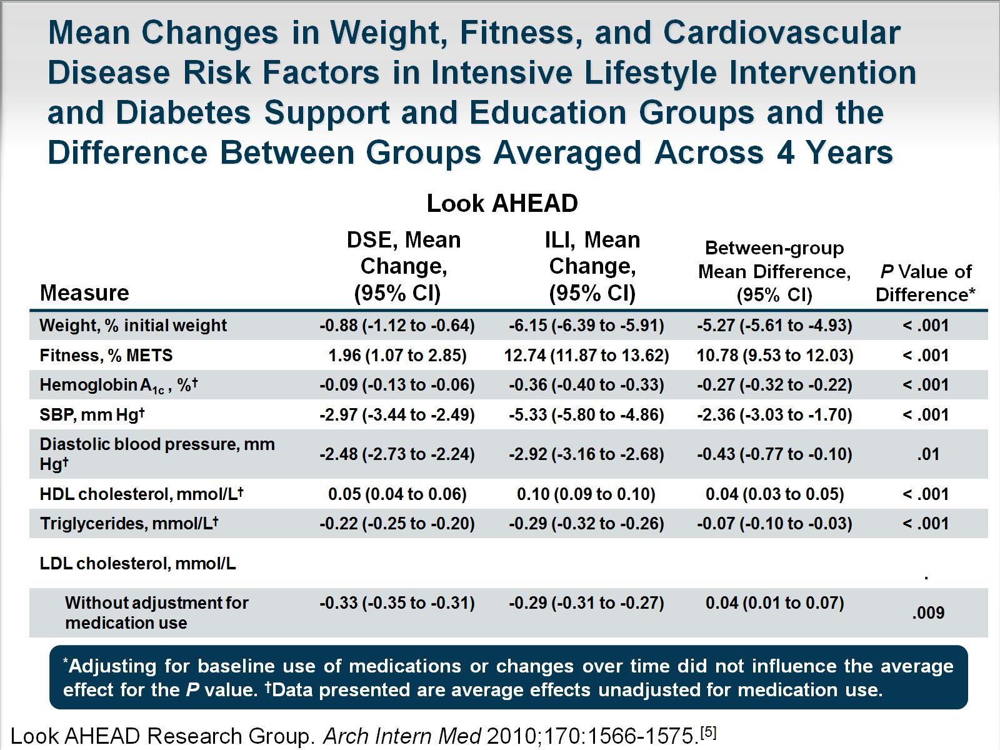 Mean Changes in Weight, Fitness, and Cardiovascular
Disease Risk Factors in Intensive Lifestyle Intervention
and Diabetes Support and Education Groups and the
Difference Between Groups Averaged Across 4 Years
Look AHEAD
Measure DSE, Mean Change, (95% CI) ILI, Mean Change, (95% CI) Between-group Mean Difference, (95% CI) P Value of Difference*
Weight, % initial weight -0.88 (-1.12 to -0.64) -6.15 (-6.39 to -5.91) -5.27 (-5.61 to -4.93) < .001
Fitness, % METS 1.96 (1.07 to 2.85) 12.74 (11.87 to 13.62) 10.78 (9.53 to 12.03) < .001
Hemoglobin A1c , %† -0.09 (-0.13 to -0.06) -0.36 (-0.40 to -0.33) -0.27 (-0.32 to -0.22) < .001
SBP, mm Hg† -2.97 (-3.44 to -2.49) -5.33 (-5.80 to -4.86) -2.36 (-3.03 to -1.70) < .001
Diastolic blood pressure, mm Hg† -2.48 (-2.73 to -2.24) -2.92 (-3.16 to -2.68) -0.43 (-0.77 to -0.10) .01
HDL cholesterol, mmol/L† 0.05 (0.04 to 0.06) 0.10 (0.09 to 0.10) 0.04 (0.03 to 0.05) < .001
Triglycerides, mmol/L† -0.22 (-0.25 to -0.20) -0.29 (-0.32 to -0.26) -0.07 (-0.10 to -0.03) < .001
LDL cholesterol, mmol/L .
Without adjustment for medication use -0.33 (-0.35 to -0.31) -0.29 (-0.31 to -0.27) 0.04 (0.01 to 0.07) .009
*Adjusting for baseline use of medications or changes over time did not influence the average
effect for the P value. †Data presented are average effects unadjusted for medication use.
Look AHEAD Research Group. Arch Intern Med 2010;170:1566-1575.[5]